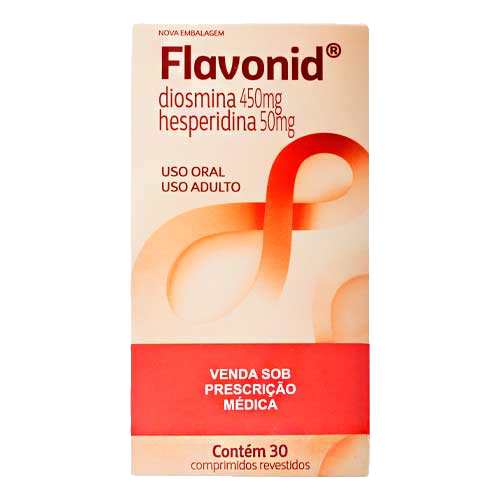 NOVA EMBALAGEM
Flavonid®
diosmina 450mg
hesperidina 50mg
USO ORAL
USO ADULTO
VENDA SOB
PRESCRIÇÃO
MÉDICA
Contém 30
comprimidos revestidos